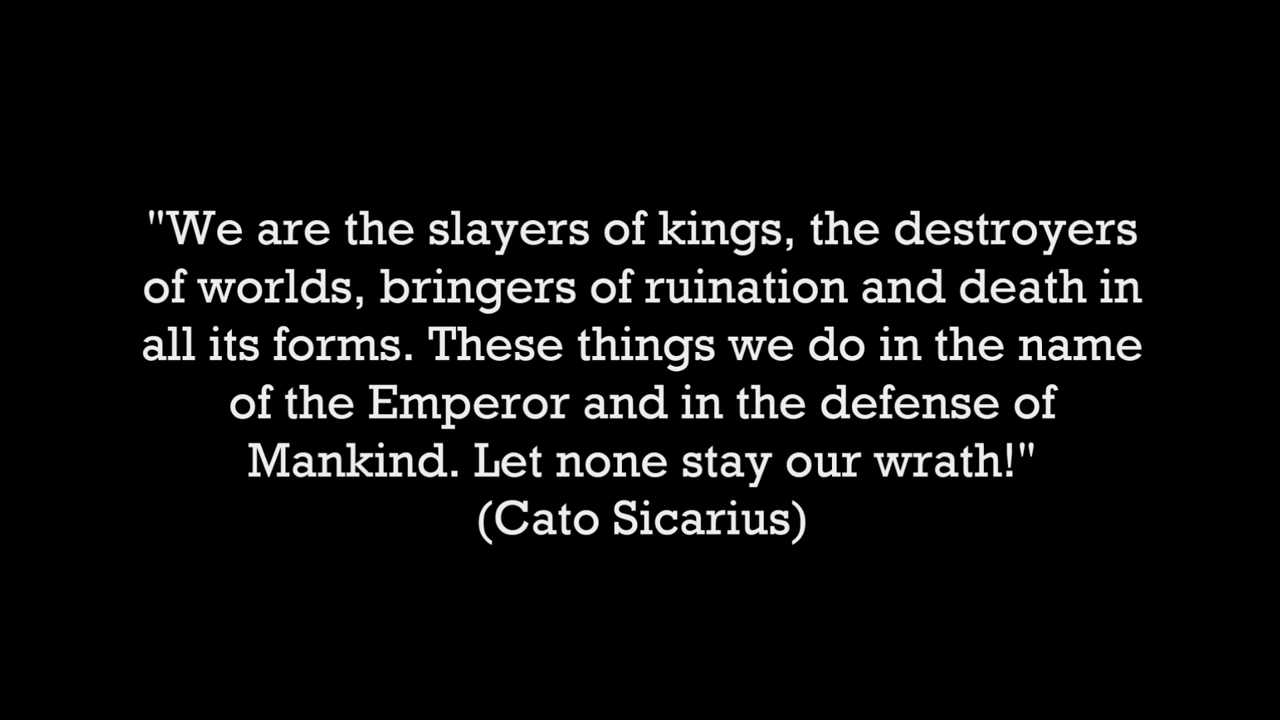 "We are the slayers of kings, the destroyers
of worlds, bringers of ruination and death in
all its forms. These things we do in the name
of the Emperor and in the defense of
Mankind. Let none stay our wrath!"
(Cato Sicarius)